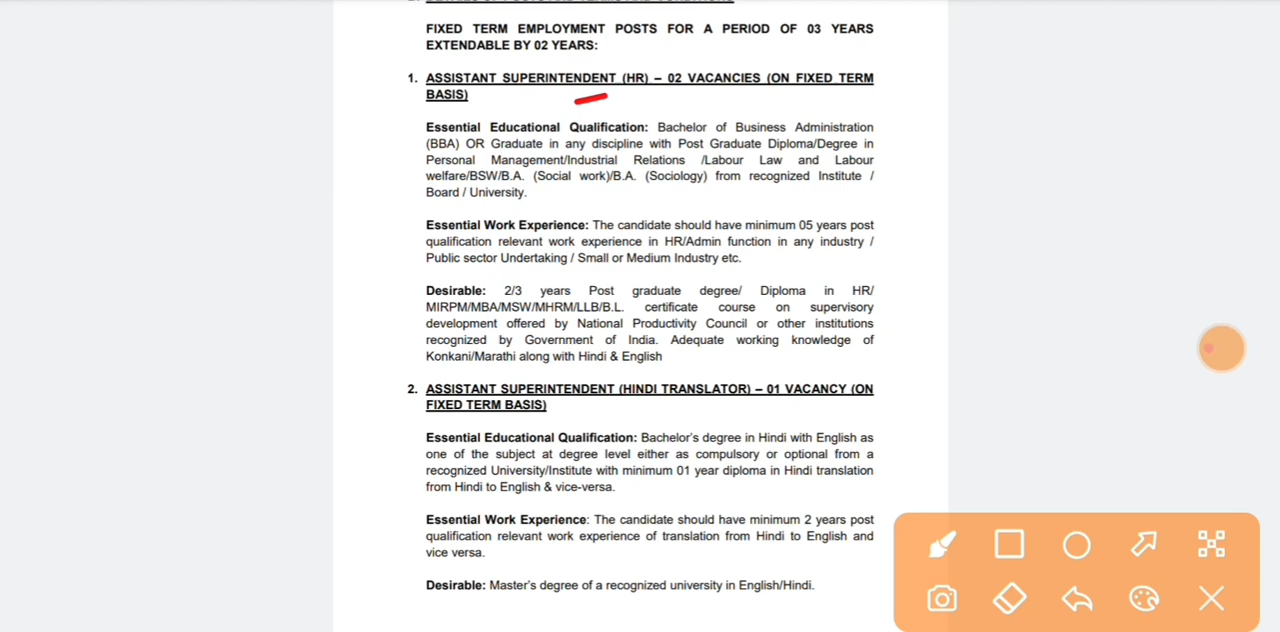 FIXED TERM EMPLOYMENT POSTS FOR A PERIOD OF 03 YEARS
EXTENDABLE BY 02 YEARS:
1. ASSISTANT SUPERINTENDENT (HR) – 02 VACANCIES (ON FIXED TERM
BASIS)
Essential Educational Qualification: Bachelor of Business Administration
(BBA) OR Graduate in any discipline with Post Graduate Diploma/Degree in
Personal Management/Industrial Relations /Labour Law and Labour
welfare/BSW/B.A. (Social work)/B.A. (Sociology) from recognized Institute /
Board / University.
Essential Work Experience: The candidate should have minimum 05 years post
qualification relevant work experience in HR/Admin function in any industry /
Public sector Undertaking / Small or Medium Industry etc.
Desirable: 2/3 years Post graduate degree/ Diploma in HR/
MIRPM/MBA/MSW/MHRM/LLB/B.L. certificate course on supervisory
development offered by National Productivity Council or other institutions
recognized by Government of India. Adequate working knowledge of
Konkani/Marathi along with Hindi & English
2. ASSISTANT SUPERINTENDENT (HINDI TRANSLATOR) – 01 VACANCY (ON
FIXED TERM BASIS)
Essential Educational Qualification: Bachelor's degree in Hindi with English as
one of the subject at degree level either as compulsory or optional from a
recognized University/Institute with minimum 01 year diploma in Hindi translation
from Hindi to English & vice-versa.
Essential Work Experience: The candidate should have minimum 2 years post
qualification relevant work experience of translation from Hindi to English and
vice versa.
Desirable: Master's degree of a recognized university in English/Hindi.